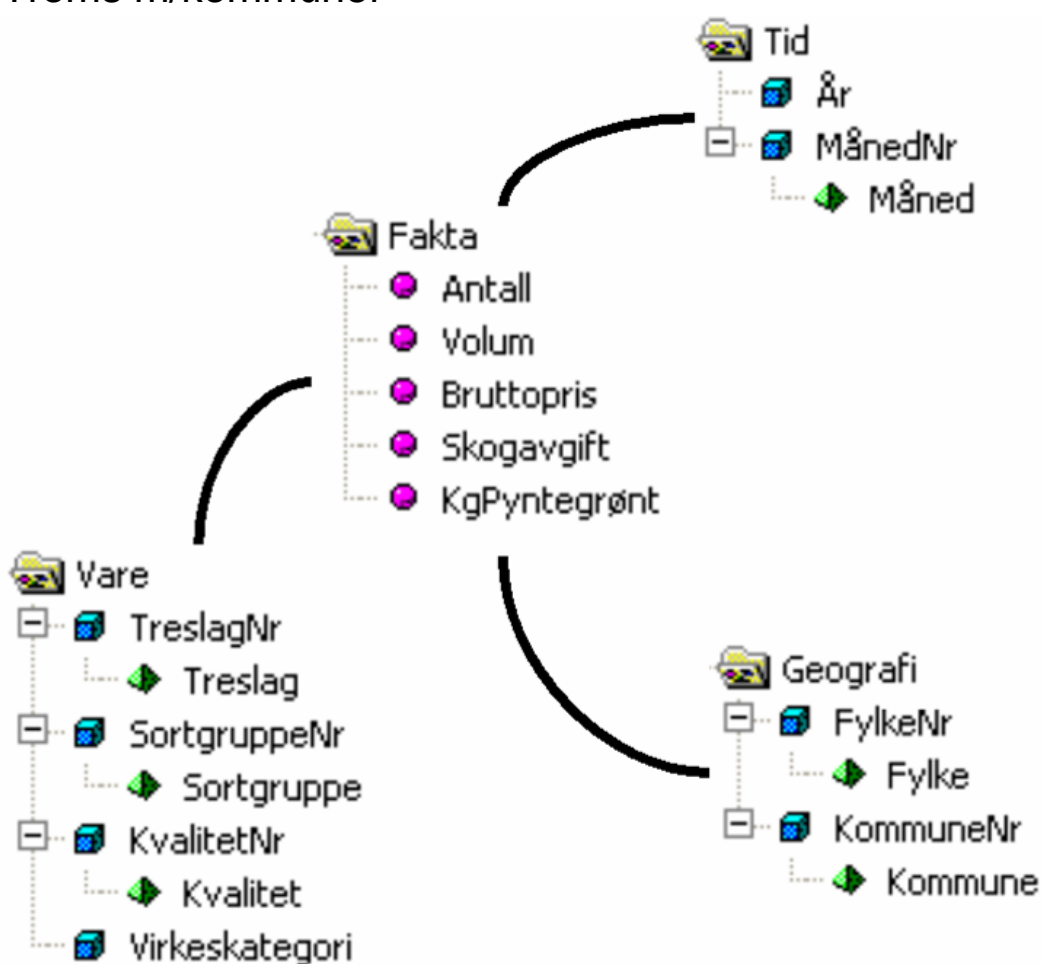 Tid
År
MånedNr
Måned
Fakta
Antall
Volum
Bruttopris
Skogavgift
KgPyntegrønt
Vare
TreslagNr
Treslag
SortgruppeNr
Sortgruppe
KvalitetNr
Kvalitet
Virkeskategori
Geografi
FylkeNr
Fylke
KommuneNr
Kommune